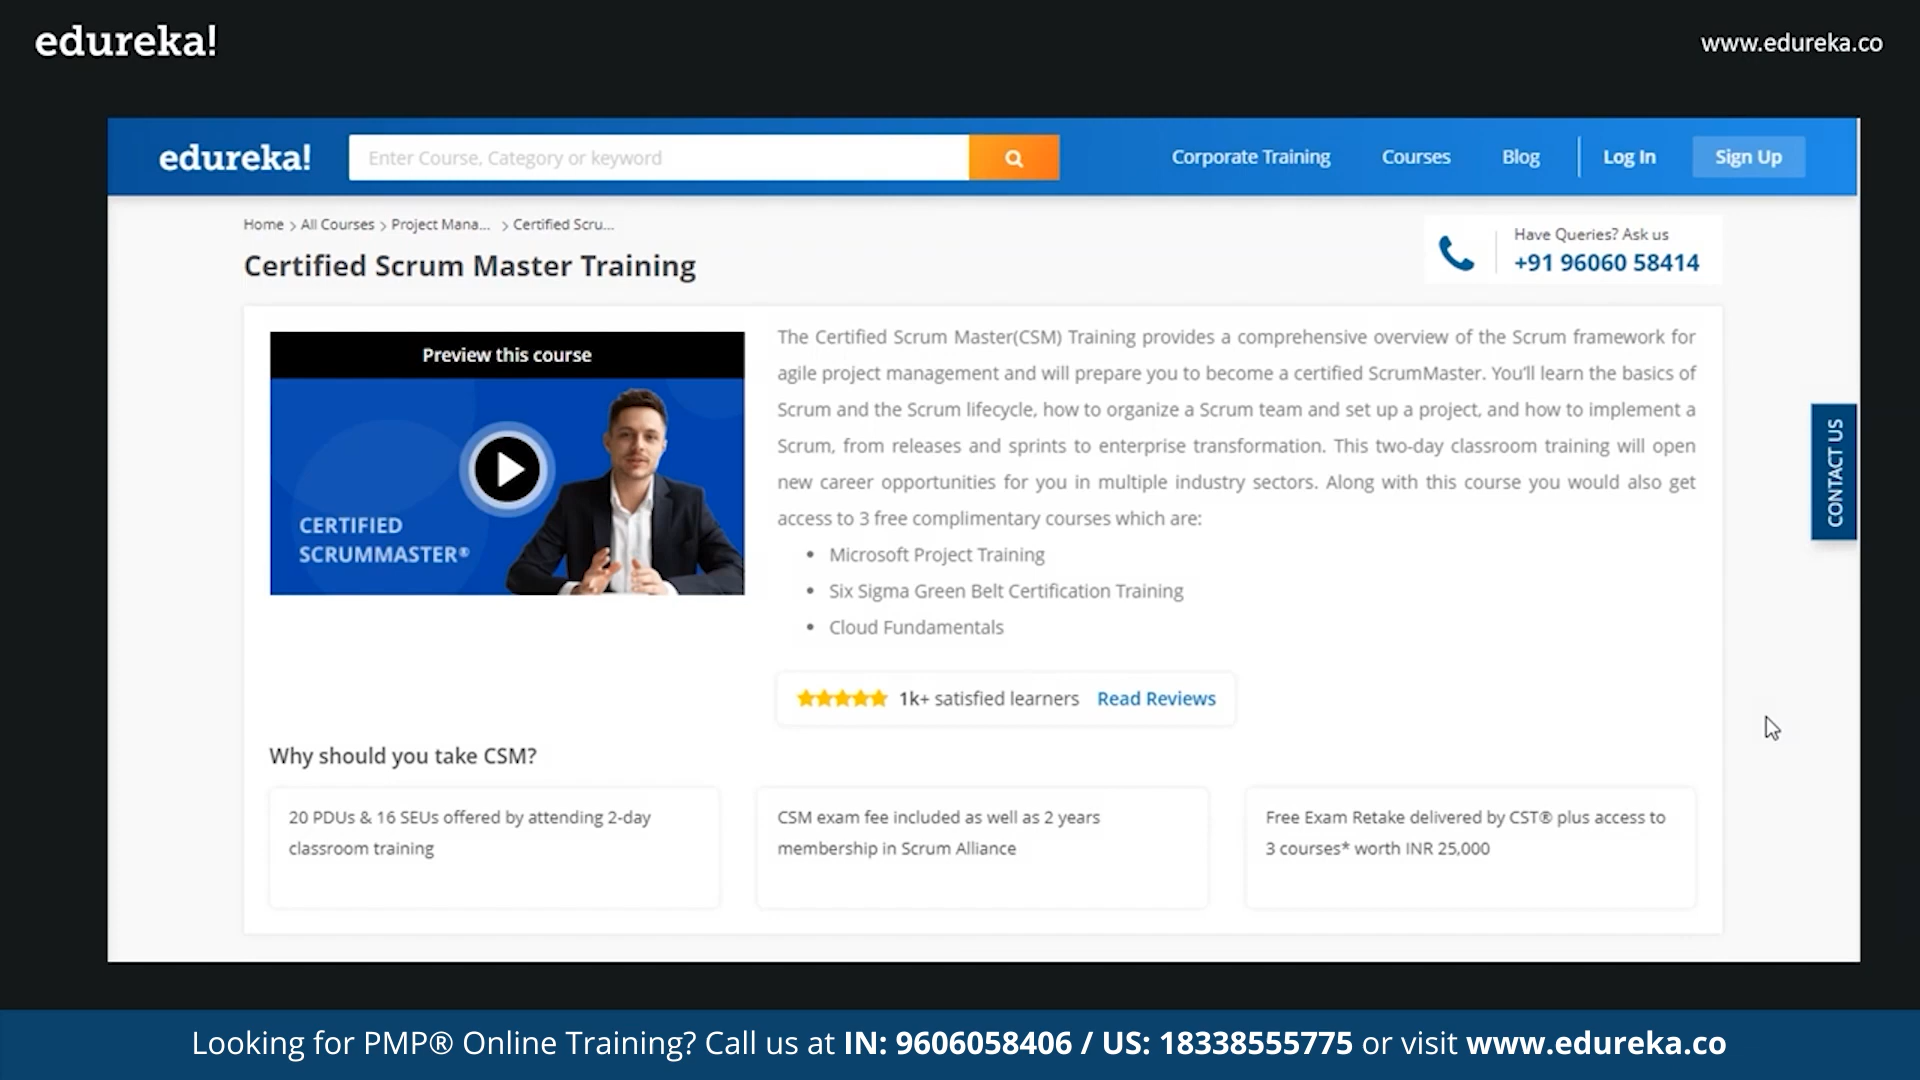 edureka!
www.edureka.co
edureka!
Enter Course, Category or keyword
Corporate Training
Courses
Blog
Log In
Sign Up
Home > All Courses > Project Mana... > Certified Scru...
Certified Scrum Master Training
Have Queries? Ask us
+91 96060 58414
Preview this course
CERTIFIED
SCRUMMASTER®
The Certified Scrum Master(CSM) Training provides a comprehensive overview of the Scrum framework for
agile project management and will prepare you to become a certified ScrumMaster. You'll learn the basics of
Scrum and the Scrum lifecycle, how to organize a Scrum team and set up a project, and how to implement a
Scrum, from releases and sprints to enterprise transformation. This two-day classroom training will open
new career opportunities for you in multiple industry sectors. Along with this course you would also get
access to 3 free complimentary courses which are:
• Microsoft Project Training
• Six Sigma Green Belt Certification Training
• Cloud Fundamentals
1k+ satisfied learners Read Reviews
CONTACT US
Why should you take CSM?
20 PDUs & 16 SEUs offered by attending 2-day
classroom training
CSM exam fee included as well as 2 years
membership in Scrum Alliance
Free Exam Retake delivered by CST® plus access to
3 courses* worth INR 25,000
Looking for PMP® Online Training? Call us at IN: 9606058406 / US: 18338555775 or visit www.edureka.co